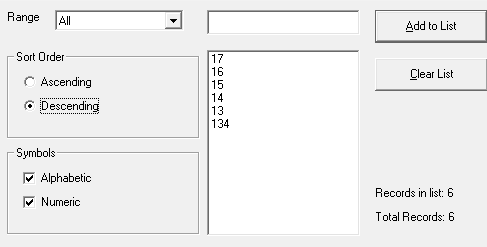 Range
All
Add to List
Sort Order
Ascending
Descending
17
16
15
14
13
134
Clear List
Symbols
Alphabetic
Numeric
Records in list: 6
Total Records: 6